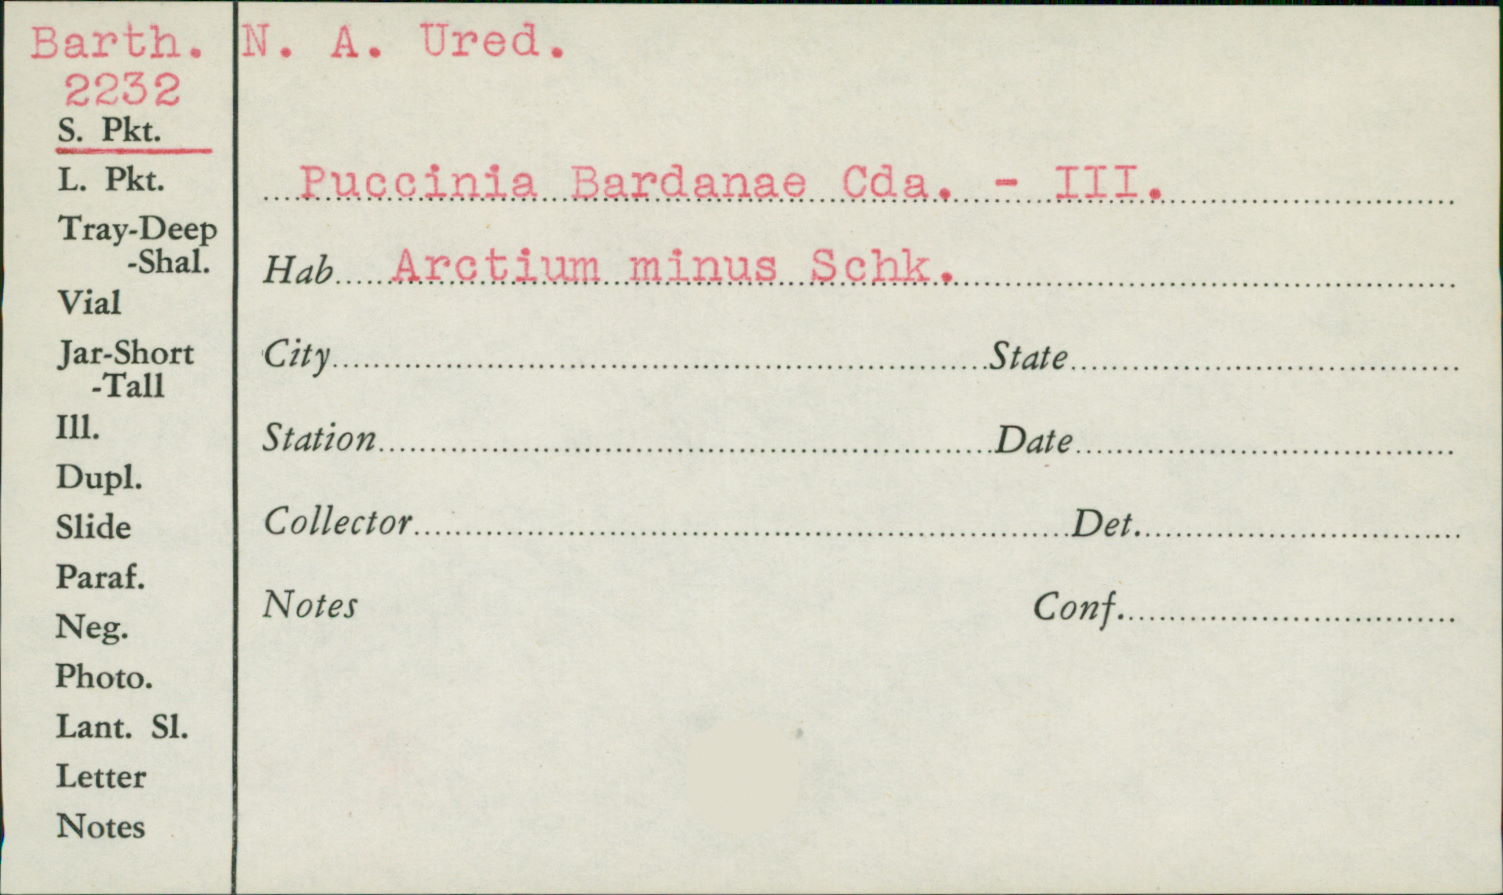 Barth. N. A. Ured.
2232
S. Pkt.
L. Pkt.
Tray-Deep
-Shal.
Vial
Jar-Short
-Tall
Ill.
Dupl.
Slide
Paraf.
Neg.
Photo.
Lant. Sl.
Letter
Notes
Puccinia Bardanae Cda. - III.
Hab Arctium minus Schk.
City State
Station Date
Collector Det.
Notes Conf.